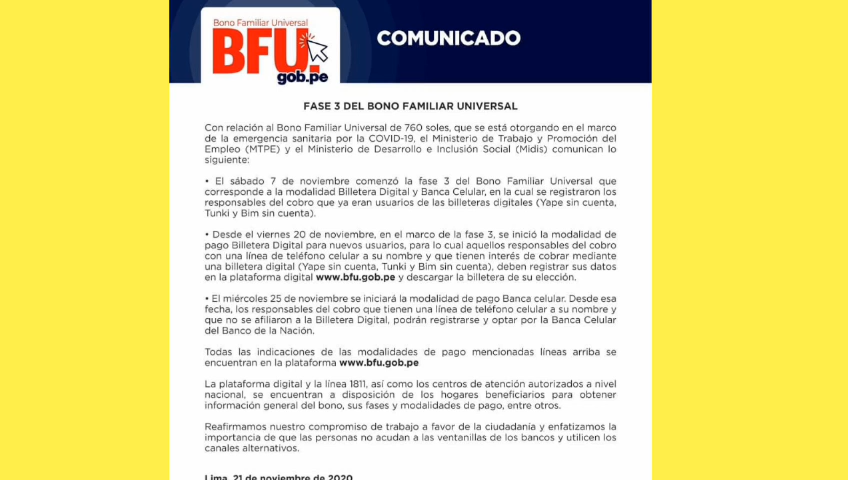 Bono Familiar Universal
BFU.
gob.pe
COMUNICADO
FASE 3 DEL BONO FAMILIAR UNIVERSAL
Con relación al Bono Familiar Universal de 760 soles, que se está otorgando en el marco
de la emergencia sanitaria por la COVID-19, el Ministerio de Trabajo y Promoción del
Empleo (MTPE) y el Ministerio de Desarrollo e Inclusión Social (Midis) comunican lo
siguiente:
• El sábado 7 de noviembre comenzó la fase 3 del Bono Familiar Universal que
corresponde a la modalidad Billetera Digital y Banca Celular, en la cual se registraron los
responsables del cobro que ya eran usuarios de las billeteras digitales (Yape sin cuenta,
Tunki y Bim sin cuenta).
• Desde el viernes 20 de noviembre, en el marco de la fase 3, se inició la modalidad de
pago Billetera Digital para nuevos usuarios, para lo cual aquellos responsables del cobro
con una línea de teléfono celular a su nombre y que tienen interés de cobrar mediante
una billetera digital (Yape sin cuenta, Tunki y Bim sin cuenta), deben registrar sus datos
en la plataforma digital www.bfu.gob.pe y descargar la billetera de su elección.
• El miércoles 25 de noviembre se iniciará la modalidad de pago Banca celular. Desde esa
fecha, los responsables del cobro que tienen una línea de teléfono celular a su nombre y
que no se afiliaron a la Billetera Digital, podrán registrarse y optar por la Banca Celular
del Banco de la Nación.
Todas las indicaciones de las modalidades de pago mencionadas líneas arriba se
encuentran en la plataforma www.bfu.gob.pe
La plataforma digital y la línea 1811, así como los centros de atención autorizados a nivel
nacional, se encuentran a disposición de los hogares beneficiarios para obtener
información general del bono, sus fases y modalidades de pago, entre otros.
Reafirmamos nuestro compromiso de trabajo a favor de la ciudadanía y enfatizamos la
importancia de que las personas no acudan a las ventanillas de los bancos y utilicen los
canales alternativos.
Lima, 21 de noviembre de 2020